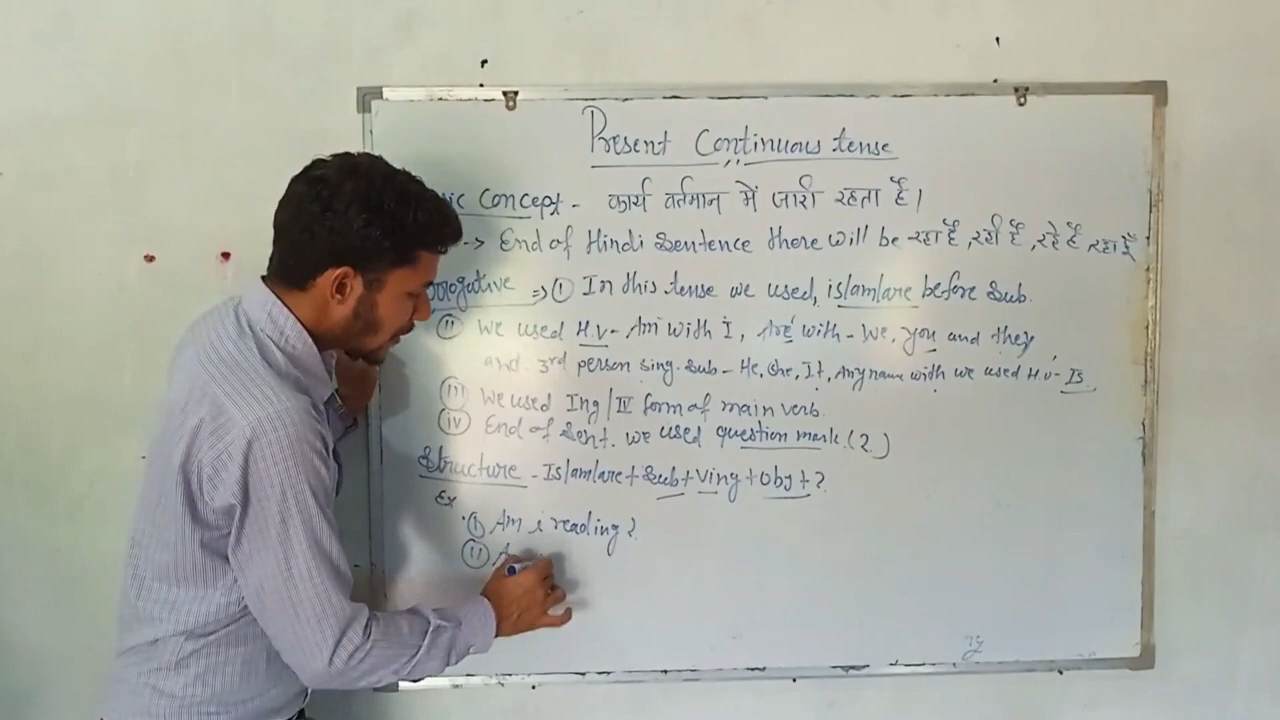 Present Continuous tense
ic Concept - कार्य वर्तमान में जारी रहता है।
-> End of Hindi Sentence there will be रहा है, रही है, रहे हैं, रहा हूँ
rrogative => (i) In this tense we used, is/am/are before Sub.
(ii) We used H.V - Am with I, Are with - We, you and they
and 3rd person sing. Sub - He, She, It, Any name with we used H.V - Is
(iii) We used Ing/IV form of main verb.
(iv) End of Sent. we used question mark. (?)
Structure - Is/am/are + Sub + Ving + Obj + ?
Ex
(i) Am i reading?
(ii) A